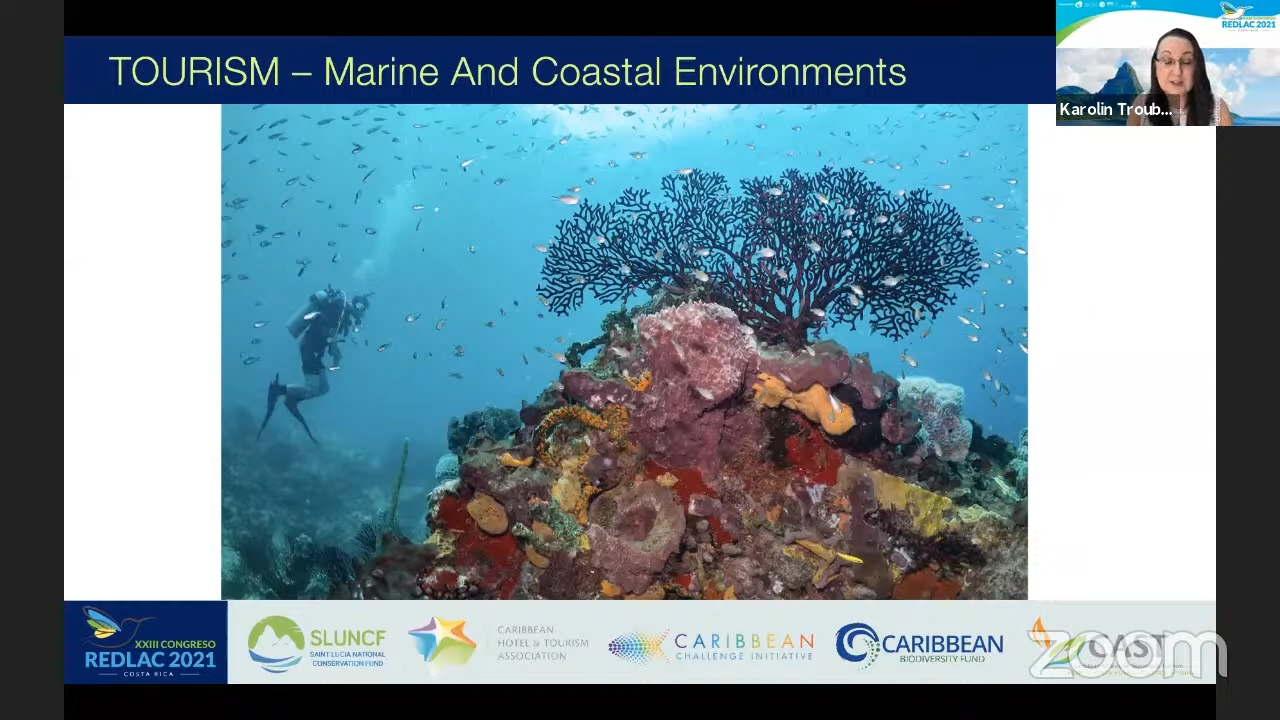 TOURISM – Marine And Coastal Environments
REDLAC 2021
Karolin Troub...
XXIII CONGRESO
REDLAC 2021
COSTA RICA
SLUNCF
SAINT LUCIA NATIONAL
CONSERVATION FUND
CARIBBEAN
HOTEL & TOURISM
ASSOCIATION
CARIBBEAN
CHALLENGE INITIATIVE
CARIBBEAN
BIODIVERSITY FUND
CAST
zoom